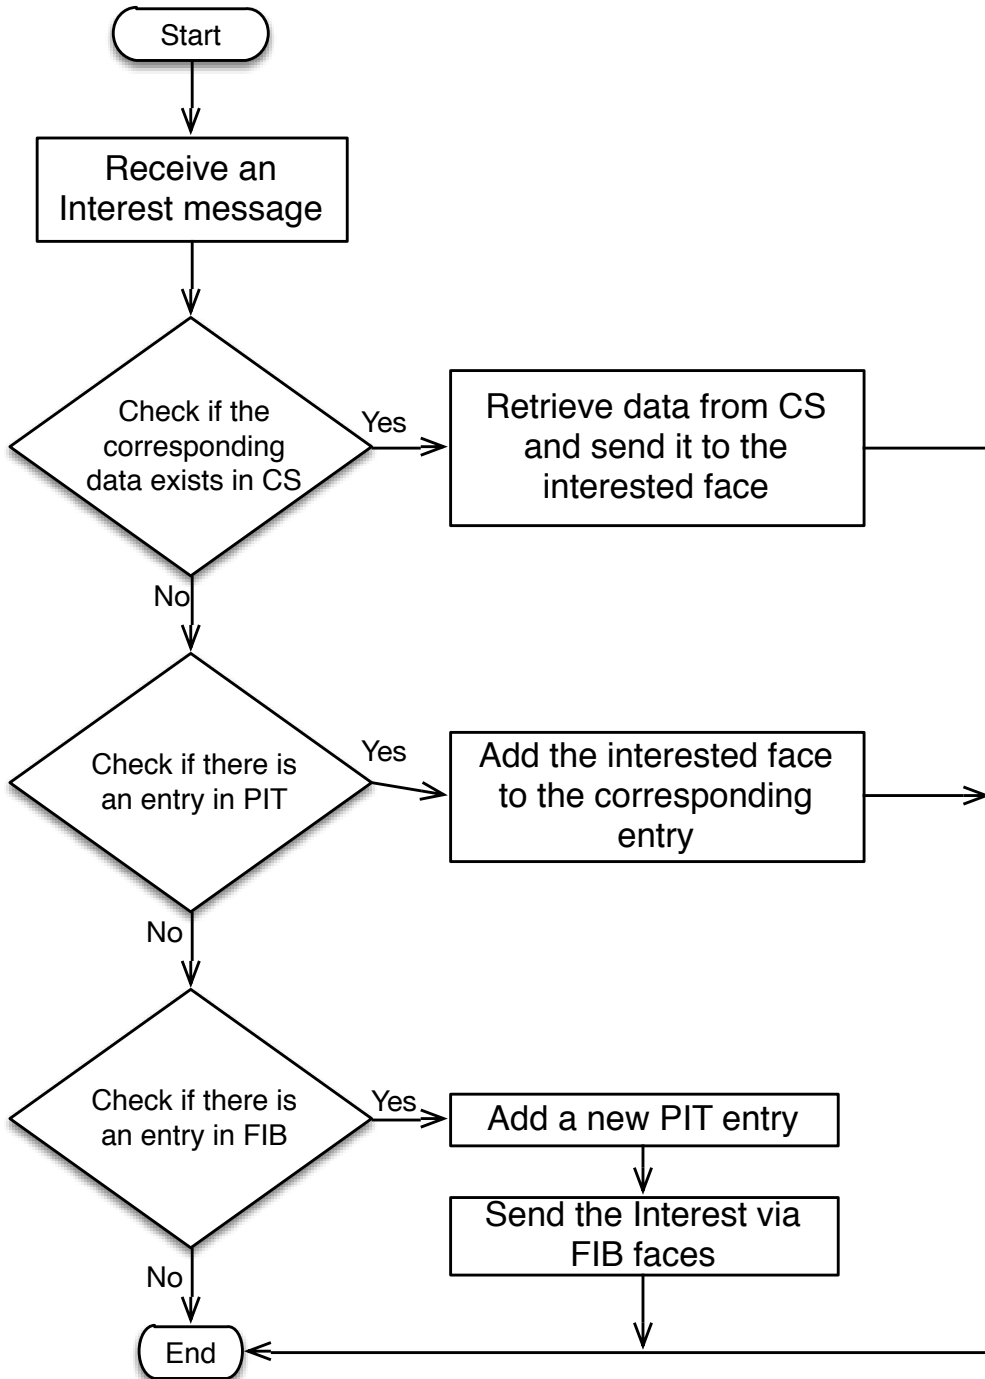 Start
Receive an
Interest message
Check if the
corresponding
data exists in CS
Yes
Retrieve data from CS
and send it to the
interested face
No
Check if there is
an entry in PIT
Yes
Add the interested face
to the corresponding
entry
No
Check if there is
an entry in FIB
Yes
Add a new PIT entry
Send the Interest via
FIB faces
No
End